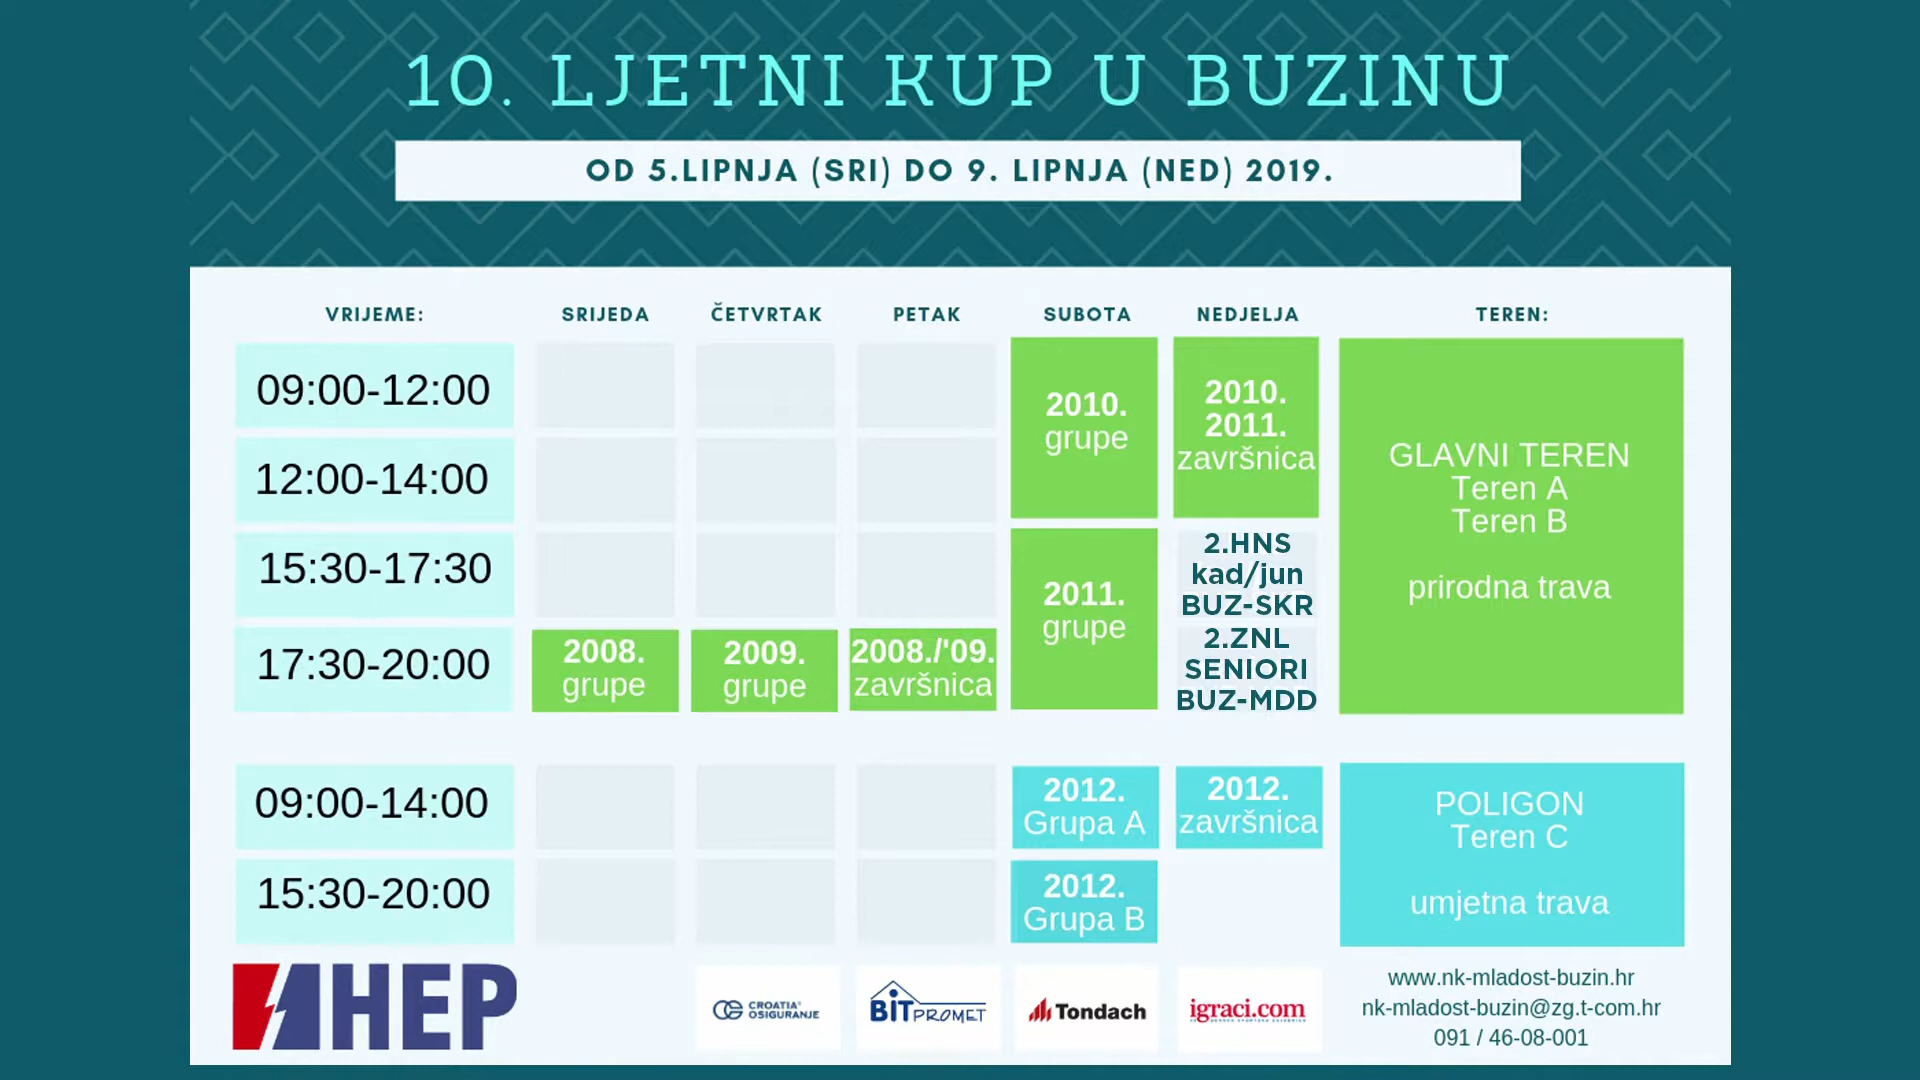 10. LJETNI KUP U BUZINU
OD 5.LIPNJA (SRI) DO 9. LIPNJA (NED) 2019.
VRIJEME: SRIJEDA ČETVRTAK PETAK SUBOTA NEDJELJA TEREN:
09:00-12:00
12:00-14:00
15:30-17:30
17:30-20:00
2008.
grupe
2009.
grupe
2008./'09.
završnica
2010.
grupe
2011.
grupe
2010.
2011.
završnica
2.HNS
kad/jun
BUZ-SKR
2.ZNL
SENIORI
BUZ-MDD
GLAVNI TEREN
Teren A
Teren B
prirodna trava
09:00-14:00
15:30-20:00
2012.
Grupa A
2012.
Grupa B
2012.
završnica
POLIGON
Teren C
umjetna trava
HEP
CROATIA
OSIGURANJE
BIT PROMET
Tondach
igraci.com
www.nk-mladost-buzin.hr
nk-mladost-buzin@zg.t-com.hr
091 / 46-08-001